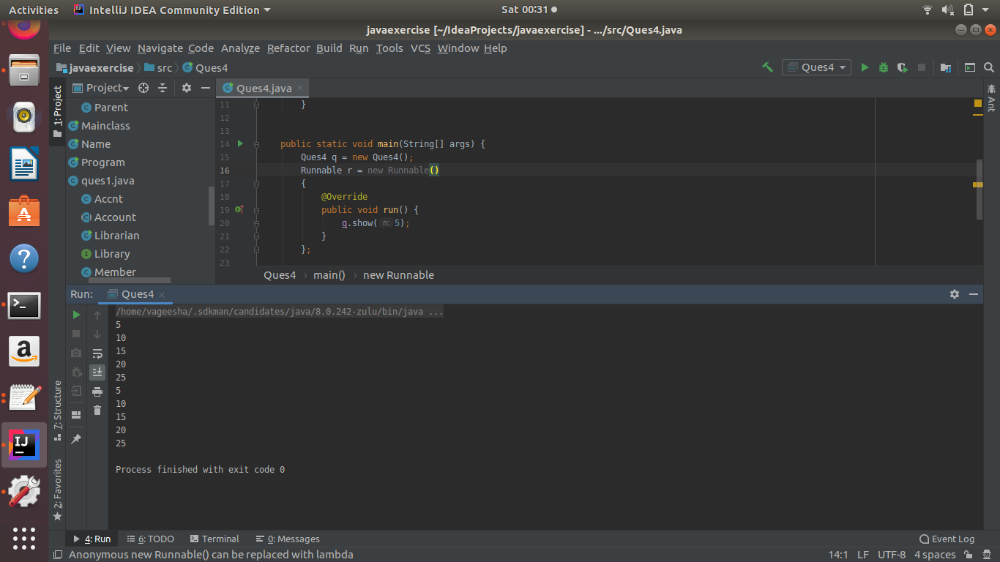 Activities IntelliJ IDEA Community Edition Sat 00:31
javaexercise [~/IdeaProjects/javaexercise] - .../src/Ques4.java
File Edit View Navigate Code Analyze Refactor Build Run Tools VCS Window Help
javaexercise src Ques4 Ques4
1: Project
Project
Parent
Mainclass
Name
Program
ques1.java
Accnt
Account
Librarian
Library
Member
Ques4.java
Ant
11 }
12
13
14 public static void main(String[] args) {
15 Ques4 q = new Ques4();
16 Runnable r = new Runnable()
17 {
18 @Override
19 public void run() {
20 q.show( n: 5);
21 }
22 };
23
Ques4 › main() › new Runnable
Run: Ques4
/home/vageesha/.sdkman/candidates/java/8.0.242-zulu/bin/java ...
5
10
15
20
25
5
10
15
20
25
Process finished with exit code 0
7: Structure
2: Favorites
4: Run 6: TODO Terminal 0: Messages Event Log
Anonymous new Runnable() can be replaced with lambda 14:1 LF UTF-8 4 spaces